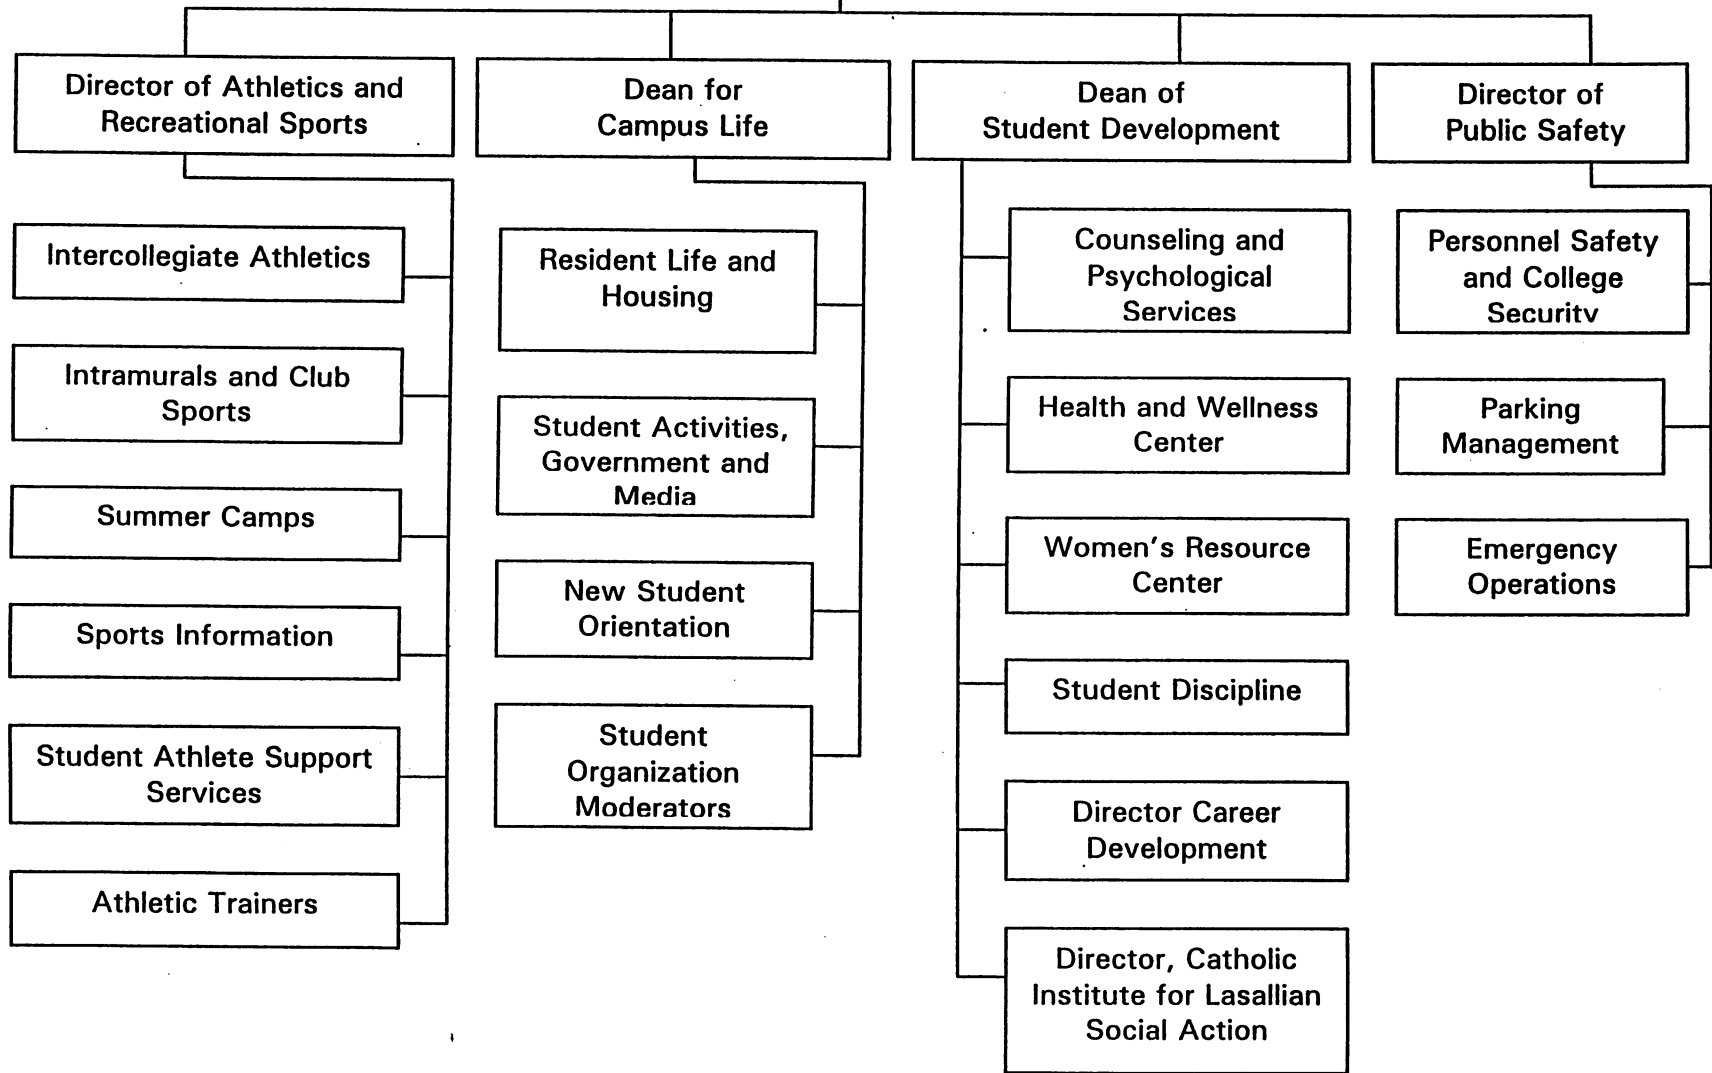 Director of Athletics and
Recreational Sports
Dean for
Campus Life
Dean of
Student Development
Director of
Public Safety
Intercollegiate Athletics
Intramurals and Club
Sports
Summer Camps
Sports Information
Student Athlete Support
Services
Athletic Trainers
Resident Life and
Housing
Student Activities,
Government and
Media
New Student
Orientation
Student
Organization
Moderators
Counseling and
Psychological
Services
Health and Wellness
Center
Women's Resource
Center
Student Discipline
Director Career
Development
Director, Catholic
Institute for Lasallian
Social Action
Personnel Safety
and College
Security
Parking
Management
Emergency
Operations